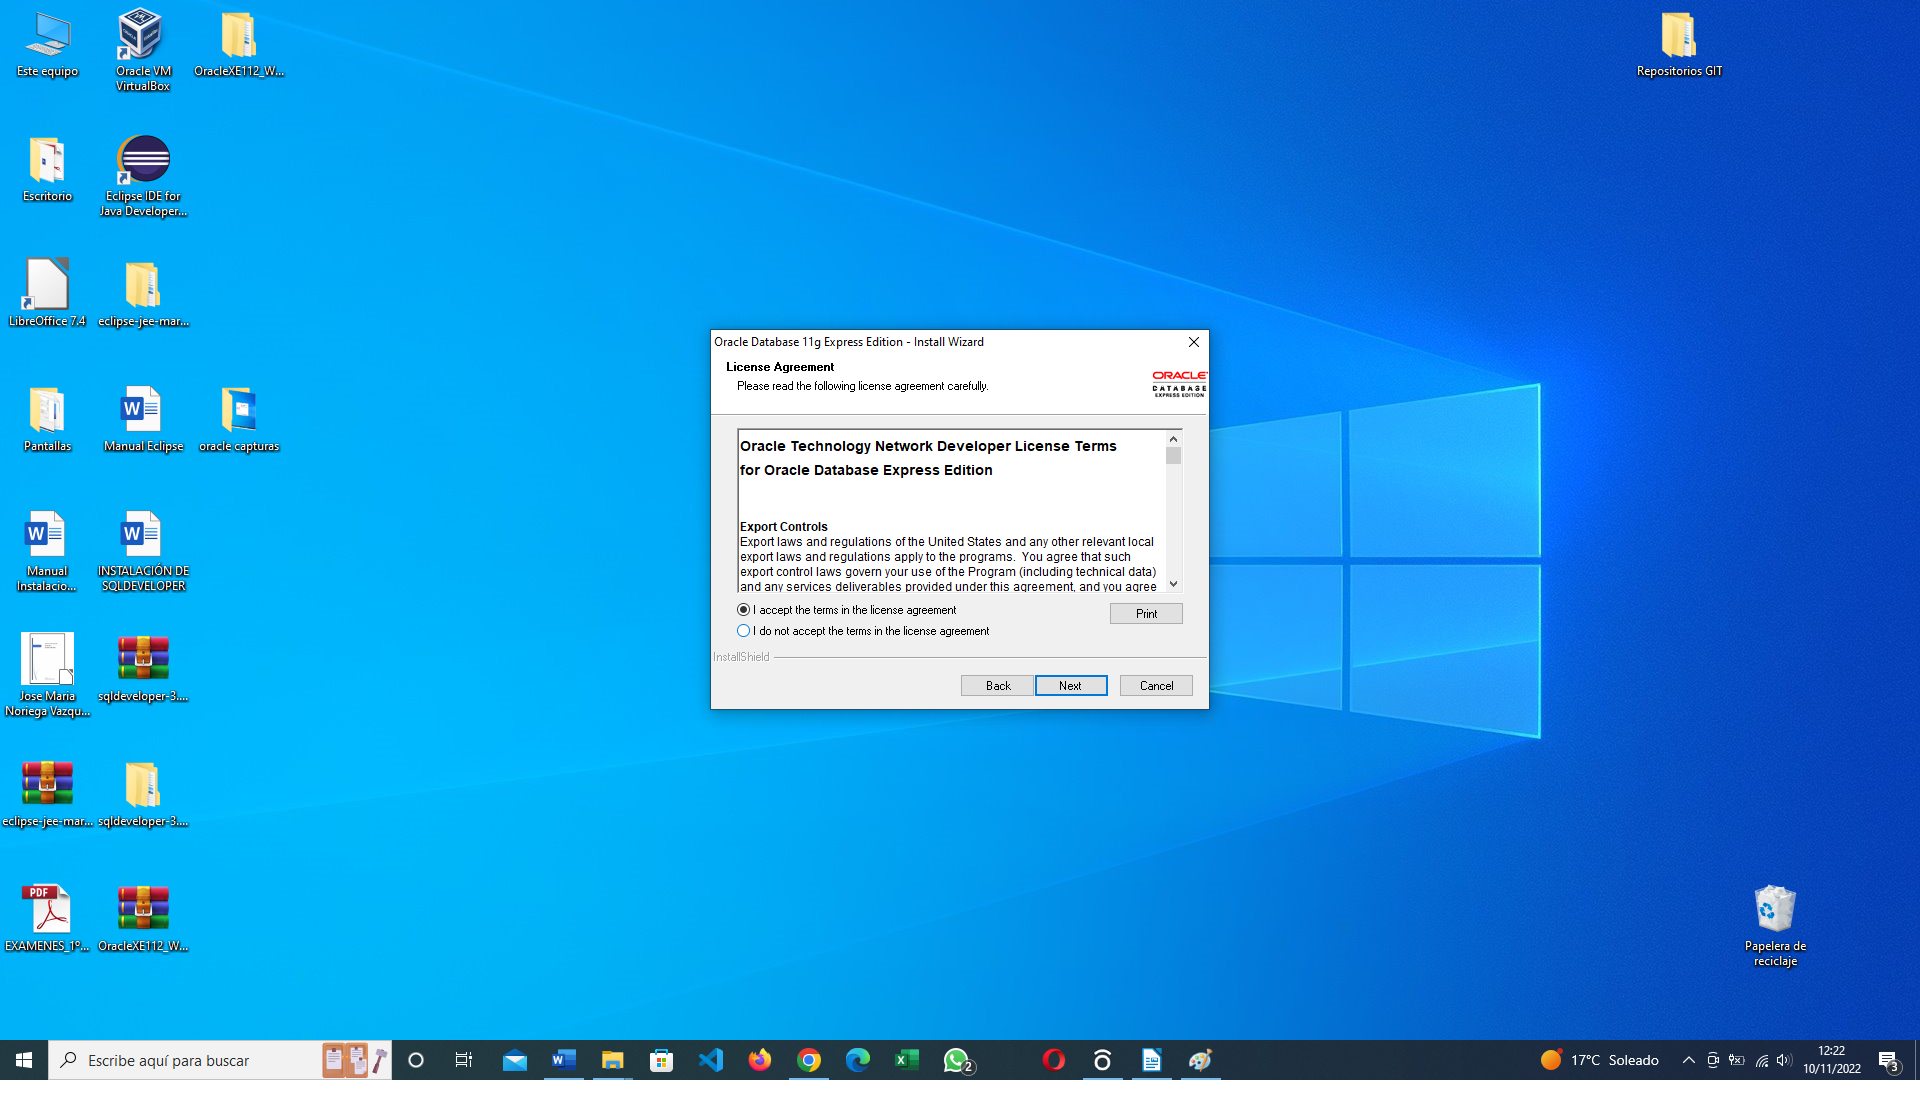 Este equipo
Oracle VM
VirtualBox
OracleXE112_W...
Repositorios GIT
Escritorio
Eclipse IDE for
Java Developer...
LibreOffice 7.4
eclipse-jee-mar...
Pantallas
Manual Eclipse
oracle capturas
Manual
Instalacio...
INSTALACIÓN DE
SQLDEVELOPER
Jose Maria
Noriega Vazqu...
sqldeveloper-3....
eclipse-jee-mar...
sqldeveloper-3....
PDF
EXAMENES_1º...
OracleXE112_W...
Papelera de
reciclaje
Oracle Database 11g Express Edition - Install Wizard
License Agreement
Please read the following license agreement carefully.
ORACLE
DATABASE
EXPRESS EDITION
Oracle Technology Network Developer License Terms
for Oracle Database Express Edition
Export Controls
Export laws and regulations of the United States and any other relevant local
export laws and regulations apply to the programs.  You agree that such
export control laws govern your use of the Program (including technical data)
and any services deliverables provided under this agreement, and you agree
I accept the terms in the license agreement
I do not accept the terms in the license agreement
Print
InstallShield
Back
Next
Cancel
Escribe aquí para buscar
2
17°C Soleado
12:22
10/11/2022
3